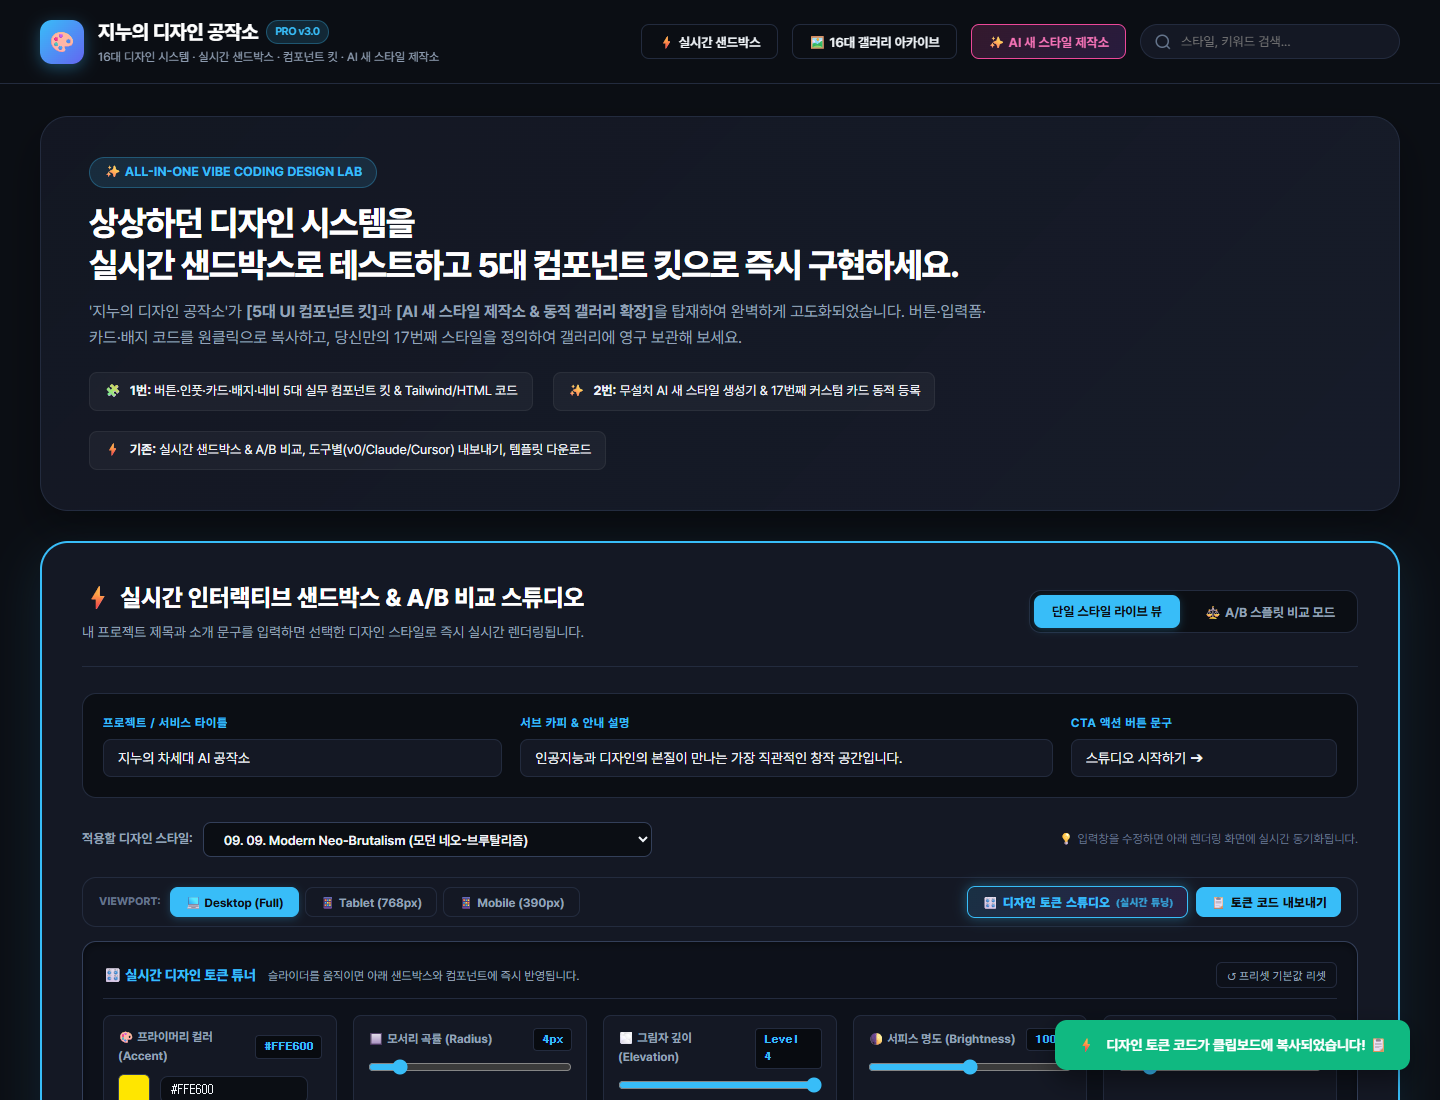 지누의 디자인 공작소 PRO v3.0
16대 디자인 시스템 · 실시간 샌드박스 · 컴포넌트 킷 · AI 새 스타일 제작소
⚡ 실시간 샌드박스
🖼️ 16대 갤러리 아카이브
✨ AI 새 스타일 제작소
스타일, 키워드 검색...
✨ ALL-IN-ONE VIBE CODING DESIGN LAB
상상하던 디자인 시스템을
실시간 샌드박스로 테스트하고 5대 컴포넌트 킷으로 즉시 구현하세요.
'지누의 디자인 공작소'가 [5대 UI 컴포넌트 킷]과 [AI 새 스타일 제작소 & 동적 갤러리 확장]을 탑재하여 완벽하게 고도화되었습니다. 버튼·입력폼·
카드·배지 코드를 원클릭으로 복사하고, 당신만의 17번째 스타일을 정의하여 갤러리에 영구 보관해 보세요.
🧩 1번: 버튼·인풋·카드·배지·네비 5대 실무 컴포넌트 킷 & Tailwind/HTML 코드
✨ 2번: 무설치 AI 새 스타일 생성기 & 17번째 커스텀 카드 동적 등록
⚡ 기존: 실시간 샌드박스 & A/B 비교, 도구별(v0/Claude/Cursor) 내보내기, 템플릿 다운로드
⚡ 실시간 인터랙티브 샌드박스 & A/B 비교 스튜디오
내 프로젝트 제목과 소개 문구를 입력하면 선택한 디자인 스타일로 즉시 실시간 렌더링됩니다.
단일 스타일 라이브 뷰
⚖️ A/B 스플릿 비교 모드
프로젝트 / 서비스 타이틀
서브 카피 & 안내 설명
CTA 액션 버튼 문구
지누의 차세대 AI 공작소
인공지능과 디자인의 본질이 만나는 가장 직관적인 창작 공간입니다.
스튜디오 시작하기 ➔
적용할 디자인 스타일:
09. 09. Modern Neo-Brutalism (모던 네오-브루탈리즘)
💡 입력창을 수정하면 아래 렌더링 화면에 실시간 동기화됩니다.
VIEWPORT:
💻 Desktop (Full)
📱 Tablet (768px)
📱 Mobile (390px)
🎛️ 디자인 토큰 스튜디오 (실시간 튜닝)
📋 토큰 코드 내보내기
🎛️ 실시간 디자인 토큰 튜너 슬라이더를 움직이면 아래 샌드박스와 컴포넌트에 즉시 반영됩니다.
↺ 프리셋 기본값 리셋
🎨 프라이머리 컬러
(Accent)
#FFE600
#FFE600
모서리 곡률 (Radius)
4px
그림자 깊이
(Elevation)
Level
4
🌗 서피스 명도 (Brightness)
100
⚡ 디자인 토큰 코드가 클립보드에 복사되었습니다! 📋